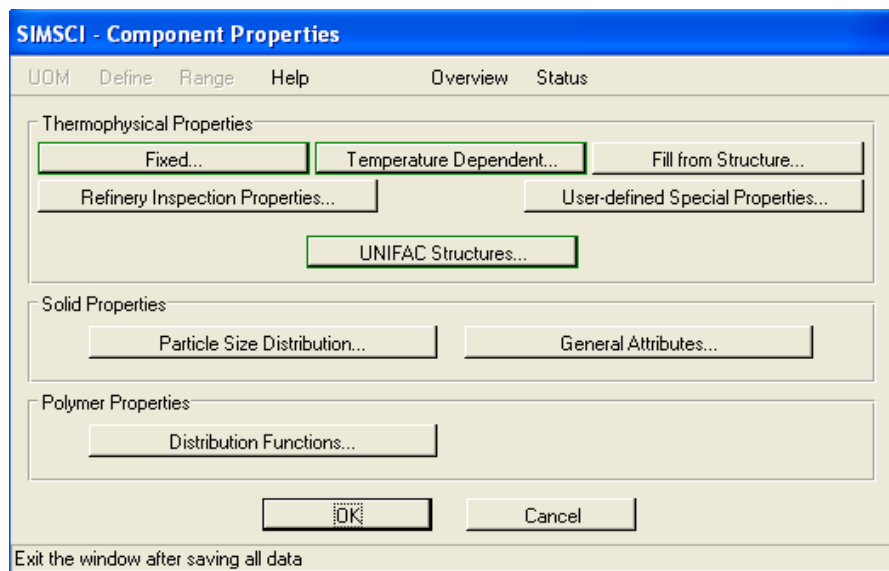 SIMSCI - Component Properties
UOM Define Range Help Overview Status
Thermophysical Properties
Fixed... Temperature Dependent... Fill from Structure...
Refinery Inspection Properties... User-defined Special Properties...
UNIFAC Structures...
Solid Properties
Particle Size Distribution... General Attributes...
Polymer Properties
Distribution Functions...
OK Cancel
Exit the window after saving all data